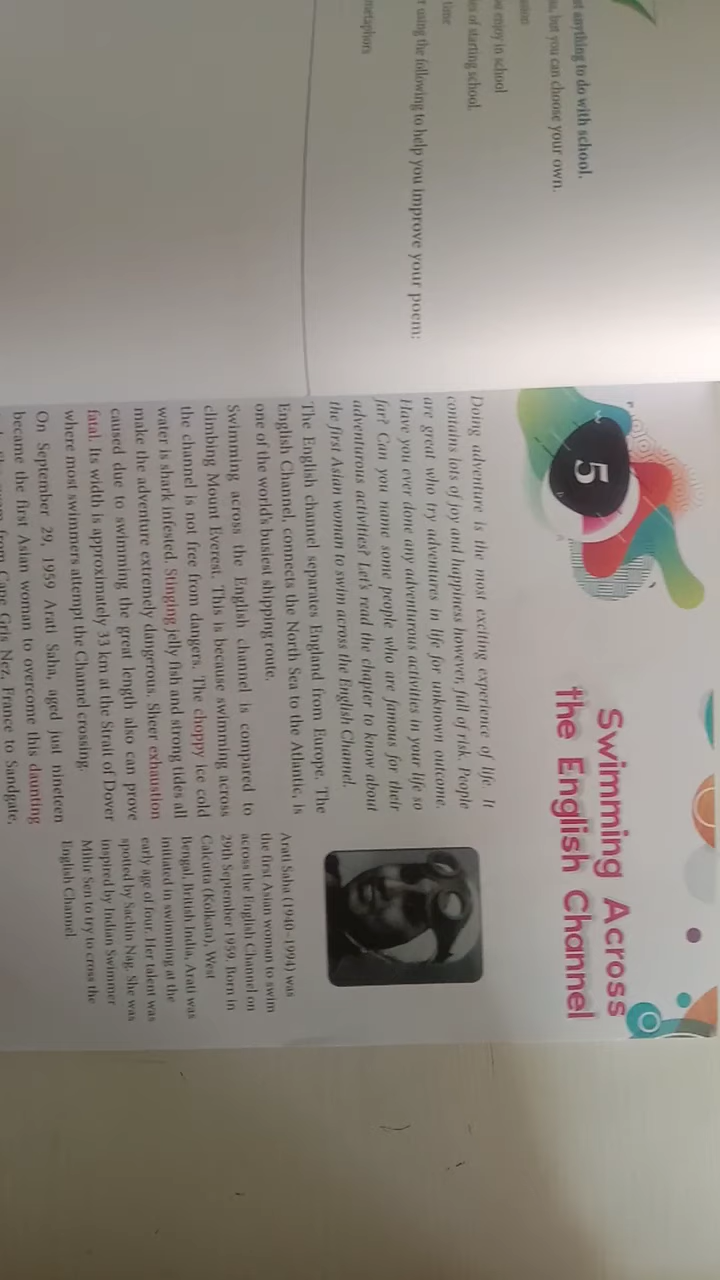 t anything to do with school.
s, but you can choose your own.
enjoy in school
es of starting school.
time
using the following to help you improve your poem:
metaphors
5
Swimming Across
the English Channel
Doing adventure is the most exciting experience of life. It
contains lots of joy and happiness however, full of risk. People
are great who try adventures in life for unknown outcome.
Have you ever done any adventurous activities in your life so
far? Can you name some people who are famous for their
adventurous activities? Let's read the chapter to know about
the first Asian woman to swim across the English Channel.
The English channel separates England from Europe. The
English Channel, connects the North Sea to the Atlantic, is
one of the world's busiest shipping route.
Swimming across the English channel is compared to
climbing Mount Everest. This is because swimming across
the channel is not free from dangers. The choppy ice cold
water is shark infested. Stinging jelly fish and strong tides all
make the adventure extremely dangerous. Sheer exhaustion
caused due to swimming the great length also can prove
fatal. Its width is approximately 33 km at the Strait of Dover
where most swimmers attempt the Channel crossing.
On September 29, 1959 Arati Saha, aged just nineteen
became the first Asian woman to overcome this daunting
from Cape Gris Nez, France to Sandgate,
Arati Saha (1940-1994) was
the first Asian woman to swim
across the English Channel on
29th September 1959. Born in
Calcutta (Kolkata), West
Bengal, British India, Arati was
initiated in swimming at the
early age of four. Her talent was
spotted by Sachin Nag. She was
inspired by Indian Swimmer
Mihir Sen to try to cross the
English Channel